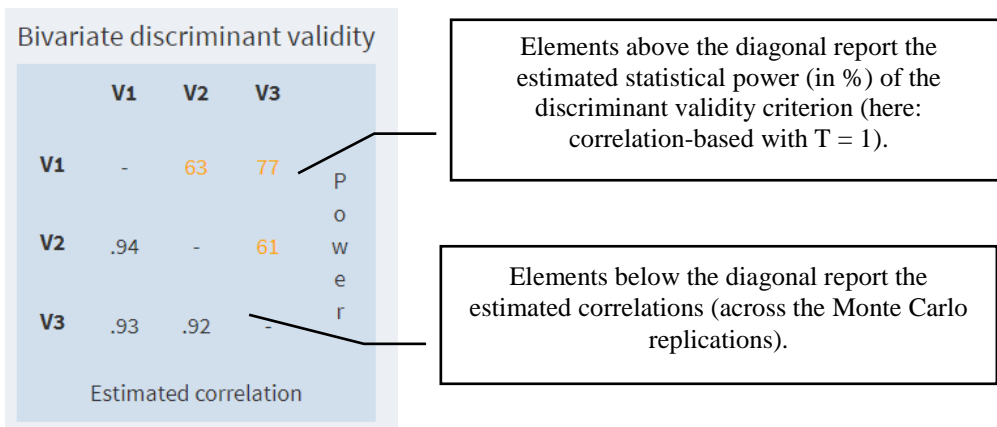 Bivariate discriminant validity
V1 V2 V3
V1 - 63 77
V2 .94 - 61
V3 .93 .92 -
Power
Estimated correlation
Elements above the diagonal report the
estimated statistical power (in %) of the
discriminant validity criterion (here:
correlation-based with T = 1).
Elements below the diagonal report the
estimated correlations (across the Monte Carlo
replications).